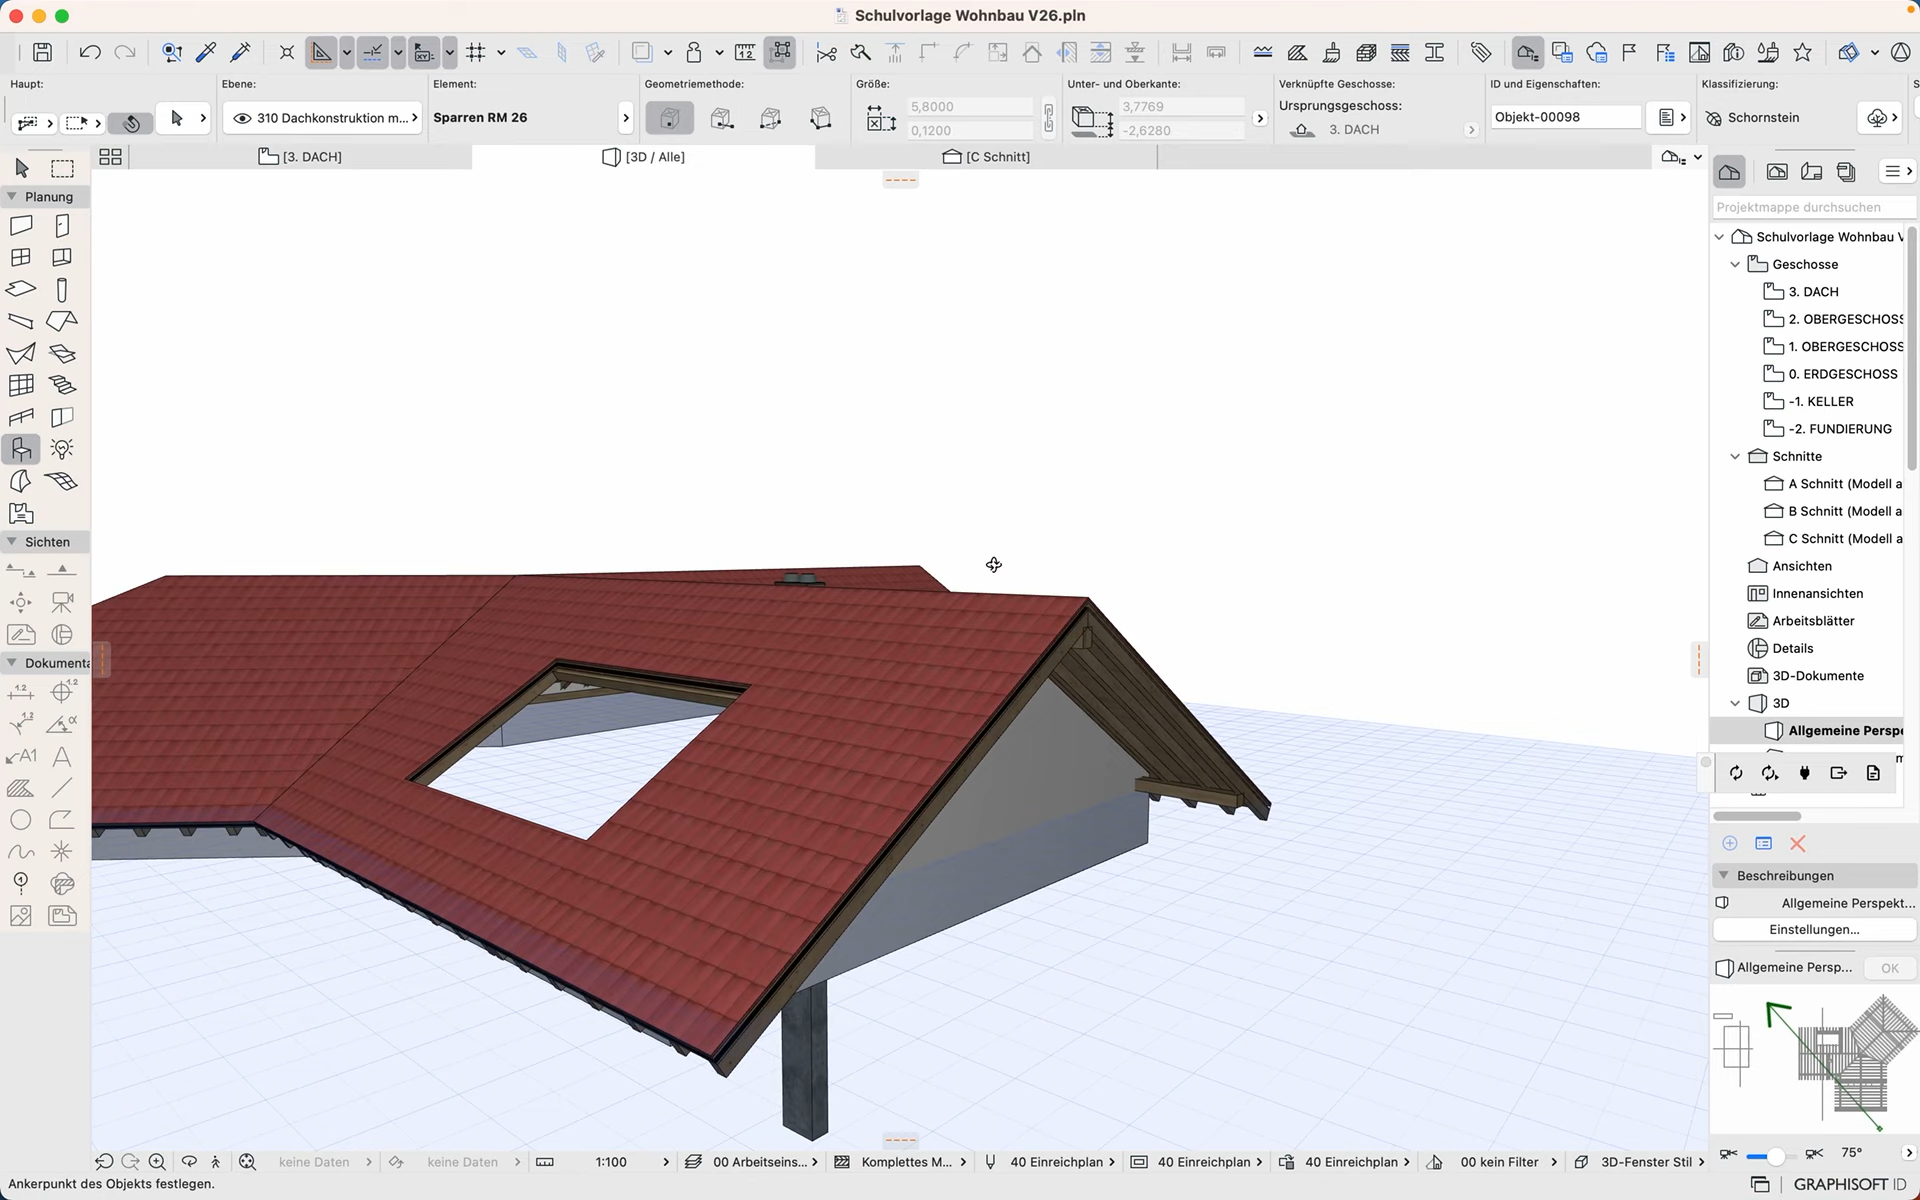 Schulvorlage Wohnbau V26.pln
Haupt:
Ebene:
Element:
Geometriemethode:
Größe:
Unter- und Oberkante:
Verknüpfte Geschosse:
ID und Eigenschaften:
Klassifizierung:
S
310 Dachkonstruktion m...
Sparren RM 26
5,8000
0,1200
3,7769
-2,6280
Ursprungsgeschoss:
3. DACH
Objekt-00098
Schornstein
[3. DACH]
[3D / Alle]
[C Schnitt]
Planung
Sichten
Dokumenta
Projektmappe durchsuchen
Schulvorlage Wohnbau V
Geschosse
3. DACH
2. OBERGESCHOSS
1. OBERGESCHOSS
0. ERDGESCHOSS
-1. KELLER
-2. FUNDIERUNG
Schnitte
A Schnitt (Modell a
B Schnitt (Modell a
C Schnitt (Modell a
Ansichten
Innenansichten
Arbeitsblätter
Details
3D-Dokumente
3D
Allgemeine Perspe
Beschreibungen
Allgemeine Perspekt...
Einstellungen...
Allgemeine Persp...
OK
75°
keine Daten
keine Daten
1:100
00 Arbeitseins...
Komplettes M...
40 Einreichplan
40 Einreichplan
40 Einreichplan
00 kein Filter
3D-Fenster Stil
Ankerpunkt des Objekts festlegen.
GRAPHISOFT ID